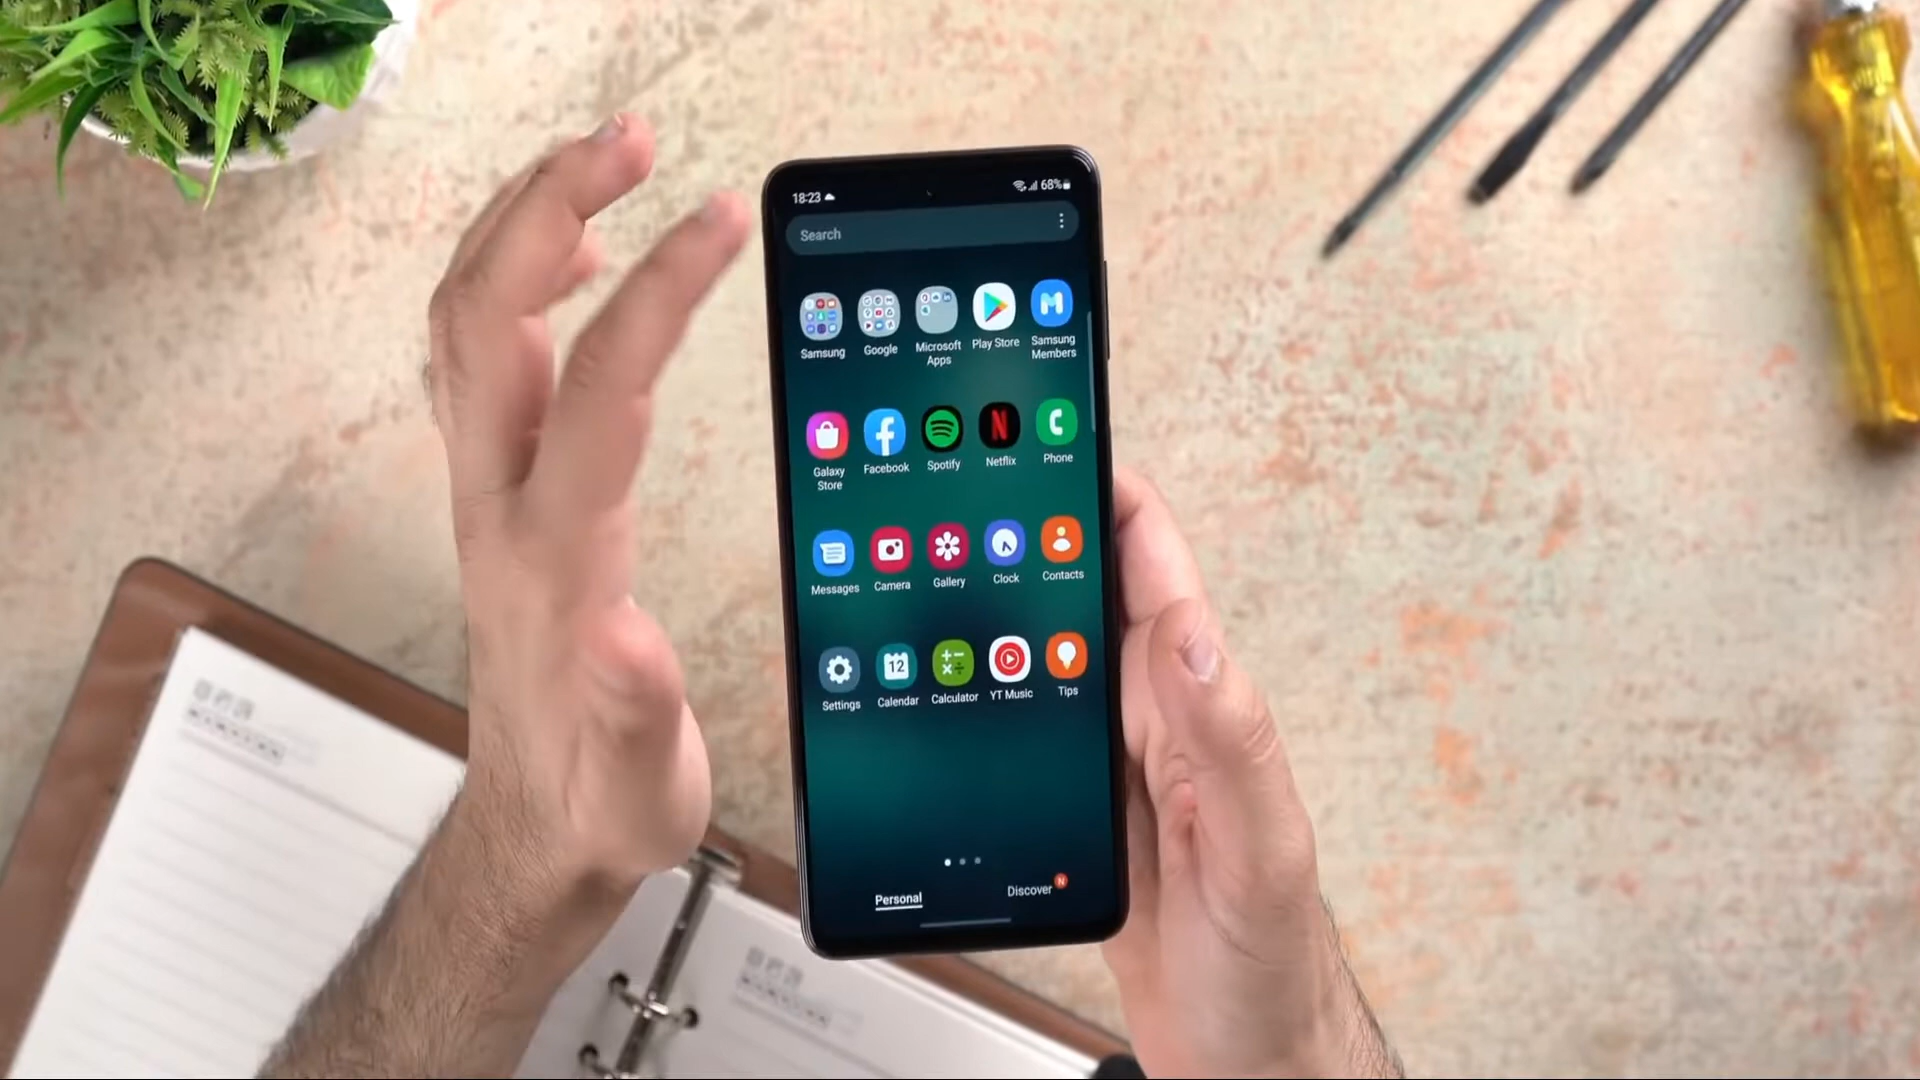 18:23
68%
Search
Samsung
Google
Microsoft
Apps
Play Store
Samsung
Members
Galaxy
Store
Facebook
Spotify
N
Netflix
Phone
Messages
Camera
Gallery
Clock
Contacts
12
Settings
Calendar
Calculator
YT Music
Tips
Personal
Discover
N